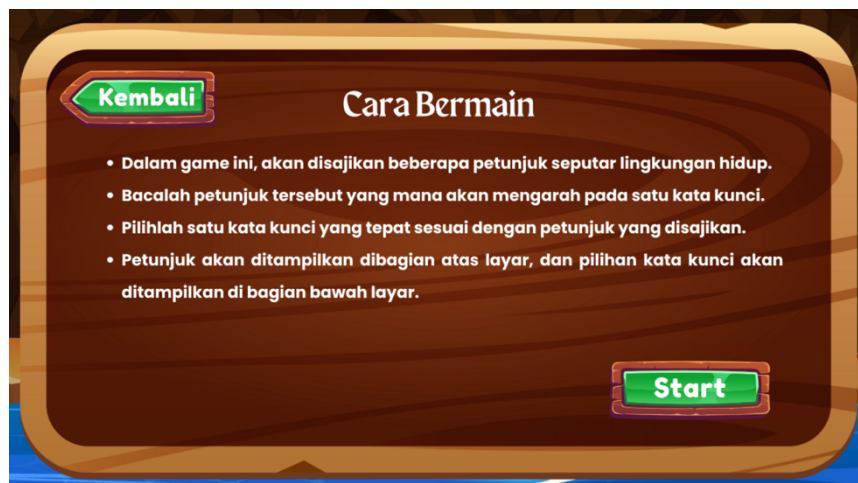 Kembali
Cara Bermain
• Dalam game ini, akan disajikan beberapa petunjuk seputar lingkungan hidup.
• Bacalah petunjuk tersebut yang mana akan mengarah pada satu kata kunci.
• Pilihlah satu kata kunci yang tepat sesuai dengan petunjuk yang disajikan.
• Petunjuk akan ditampilkan dibagian atas layar, dan pilihan kata kunci akan
ditampilkan di bagian bawah layar.
Start